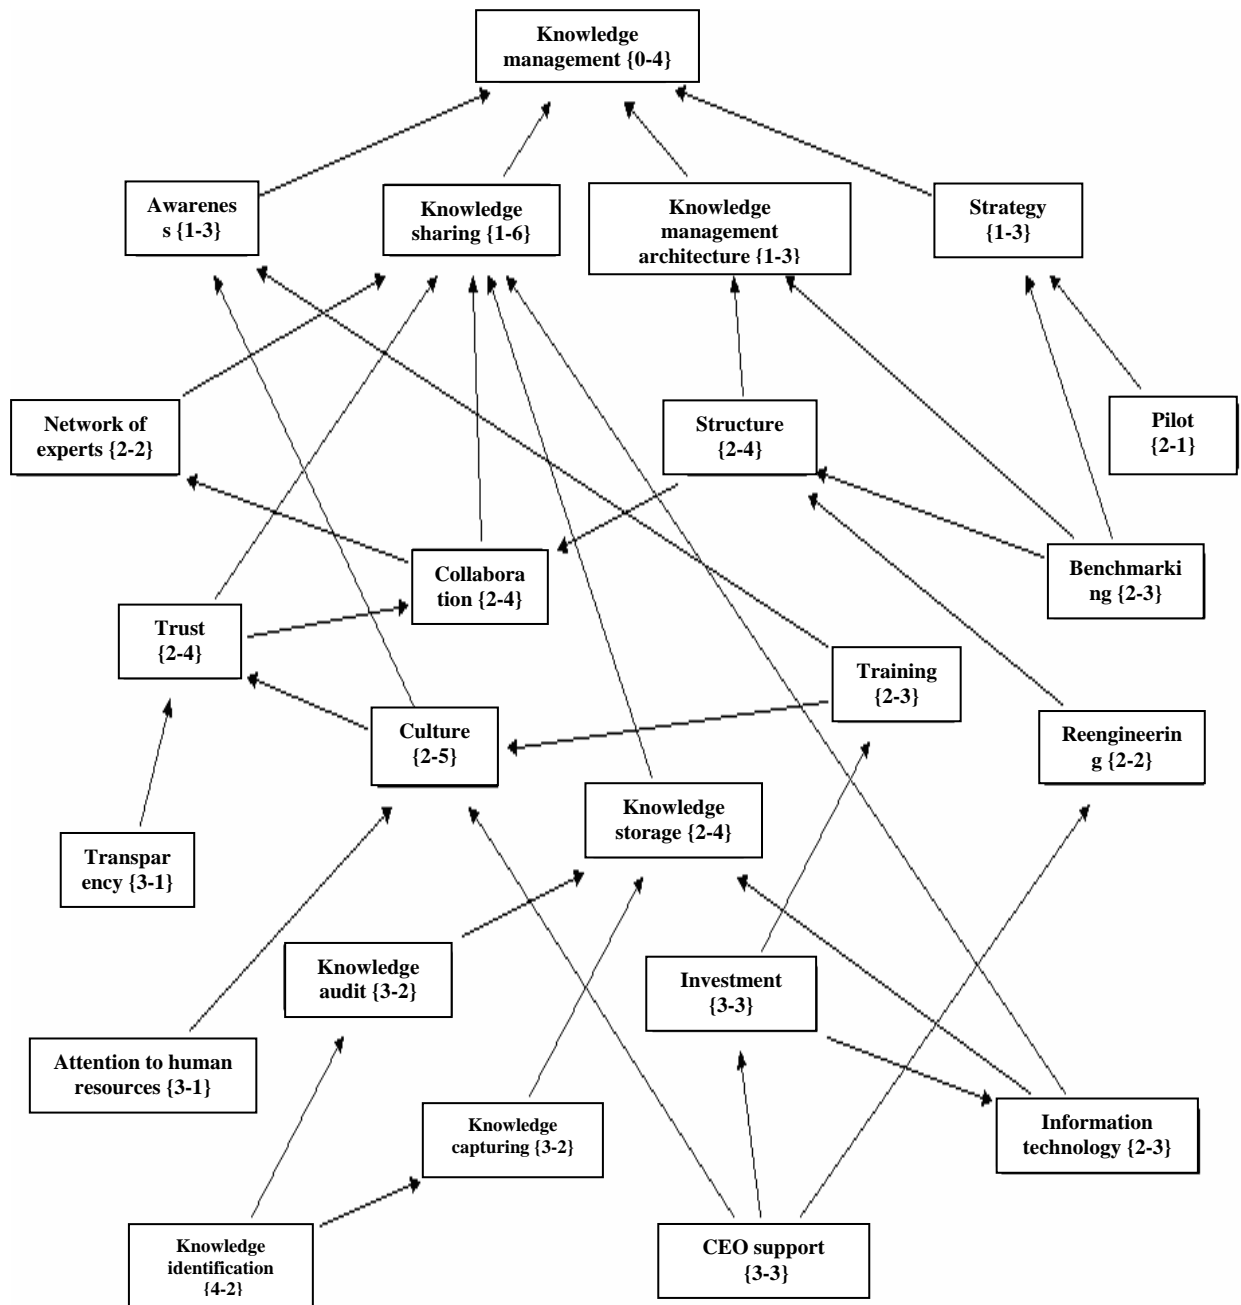 Knowledge
management {0-4}
Awarenes
s {1-3}
Knowledge
sharing {1-6}
Knowledge
management
architecture {1-3}
Strategy
{1-3}
Network of
experts {2-2}
Structure
{2-4}
Pilot
{2-1}
Collabora
tion {2-4}
Benchmarki
ng {2-3}
Trust
{2-4}
Training
{2-3}
Culture
{2-5}
Reengineerin
g {2-2}
Knowledge
storage {2-4}
Transpar
ency {3-1}
Knowledge
audit {3-2}
Investment
{3-3}
Attention to human
resources {3-1}
Knowledge
capturing {3-2}
Information
technology {2-3}
Knowledge
identification
{4-2}
CEO support
{3-3}